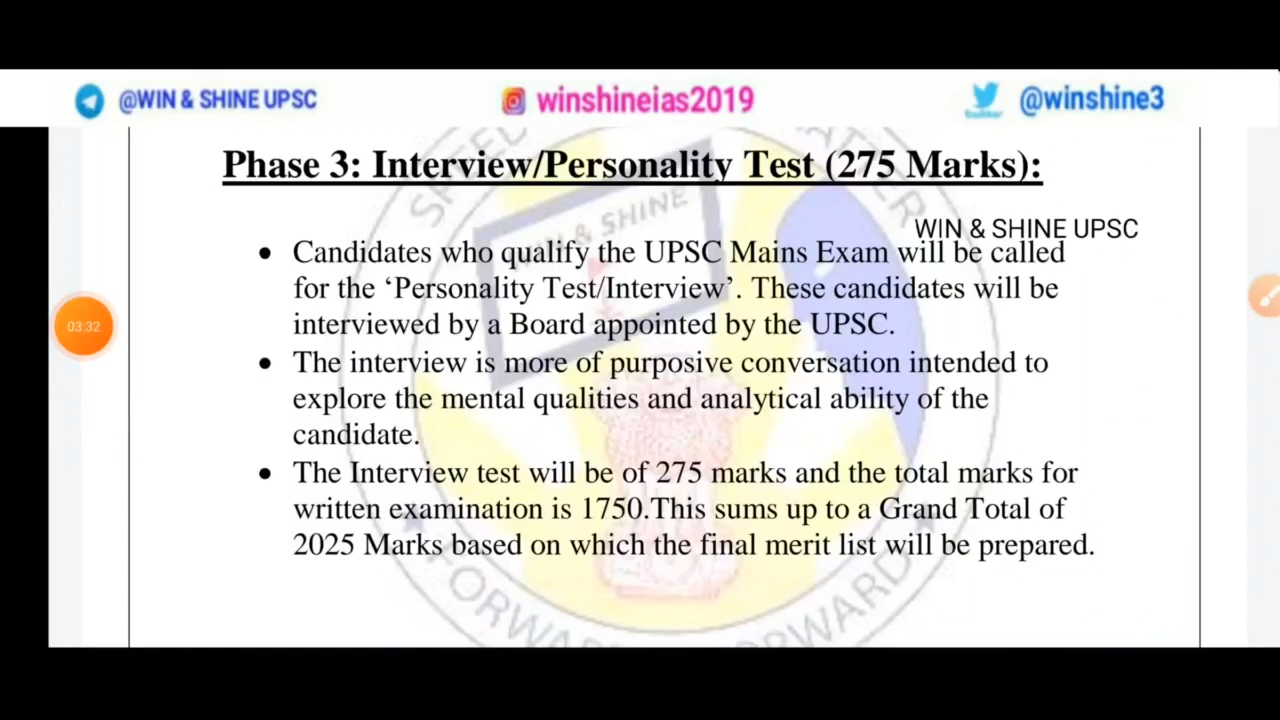 @WIN & SHINE UPSC
winshineias2019
@winshine3
Phase 3: Interview/Personality Test (275 Marks):
WIN & SHINE UPSC
• Candidates who qualify the UPSC Mains Exam will be called
for the ‘Personality Test/Interview’. These candidates will be
interviewed by a Board appointed by the UPSC.
03:32
• The interview is more of purposive conversation intended to
explore the mental qualities and analytical ability of the
candidate.
• The Interview test will be of 275 marks and the total marks for
written examination is 1750.This sums up to a Grand Total of
2025 Marks based on which the final merit list will be prepared.
& SHINE
FORWARD